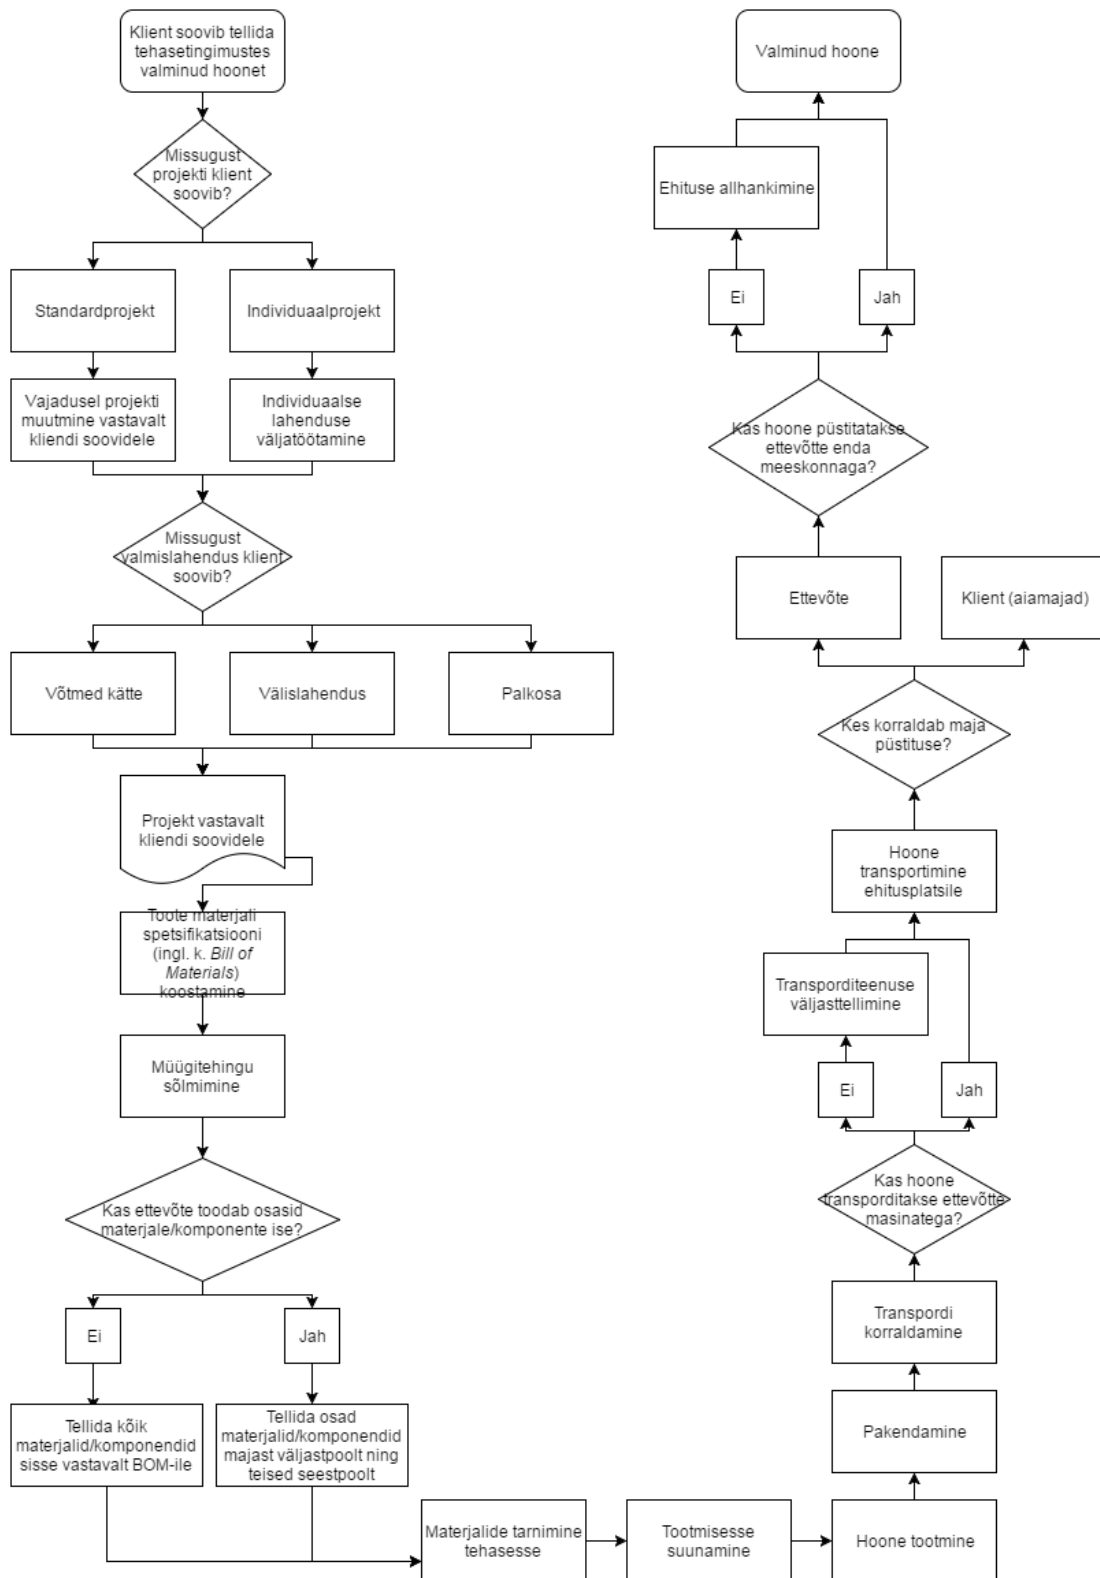 Klient soovib tellida
tehasetingimustes
valminud hoonet
Missugust
projekti klient
soovib?
Standardprojekt
Individuaalprojekt
Vajadusel projekti
muutmine vastavalt
kliendi soovidele
Individuaalse
lahenduse
väljatöötamine
Missugust
valmislahendus klient
soovib?
Võtmed kätte
Välislahendus
Palkosa
Projekt vastavalt
kliendi soovidele
Toote materjali
spetsifikatsiooni
(ingl. k. Bill of
Materials)
koostamine
Müügitehingu
sõlmimine
Kas ettevõte toodab osasid
materjale/komponente ise?
Ei
Jah
Tellida kõik
materjalid/komponendid
sisse vastavalt BOM-ile
Tellida osad
materjalid/komponendid
majast väljastpoolt ning
teised seestpoolt
Materjalide tarnimine
tehasesse
Tootmisesse
suunamine
Hoone tootmine
Pakendamine
Transpordi
korraldamine
Kas hoone
transporditakse ettevõtte
masinatega?
Ei
Jah
Transporditeenuse
väljasttellimine
Hoone
transportimine
ehitusplatsile
Kes korraldab maja
püstituse?
Ettevõte
Klient (aiamajad)
Kas hoone püstitatakse
ettevõtte enda
meeskonnaga?
Ei
Jah
Ehituse allhankimine
Valminud hoone